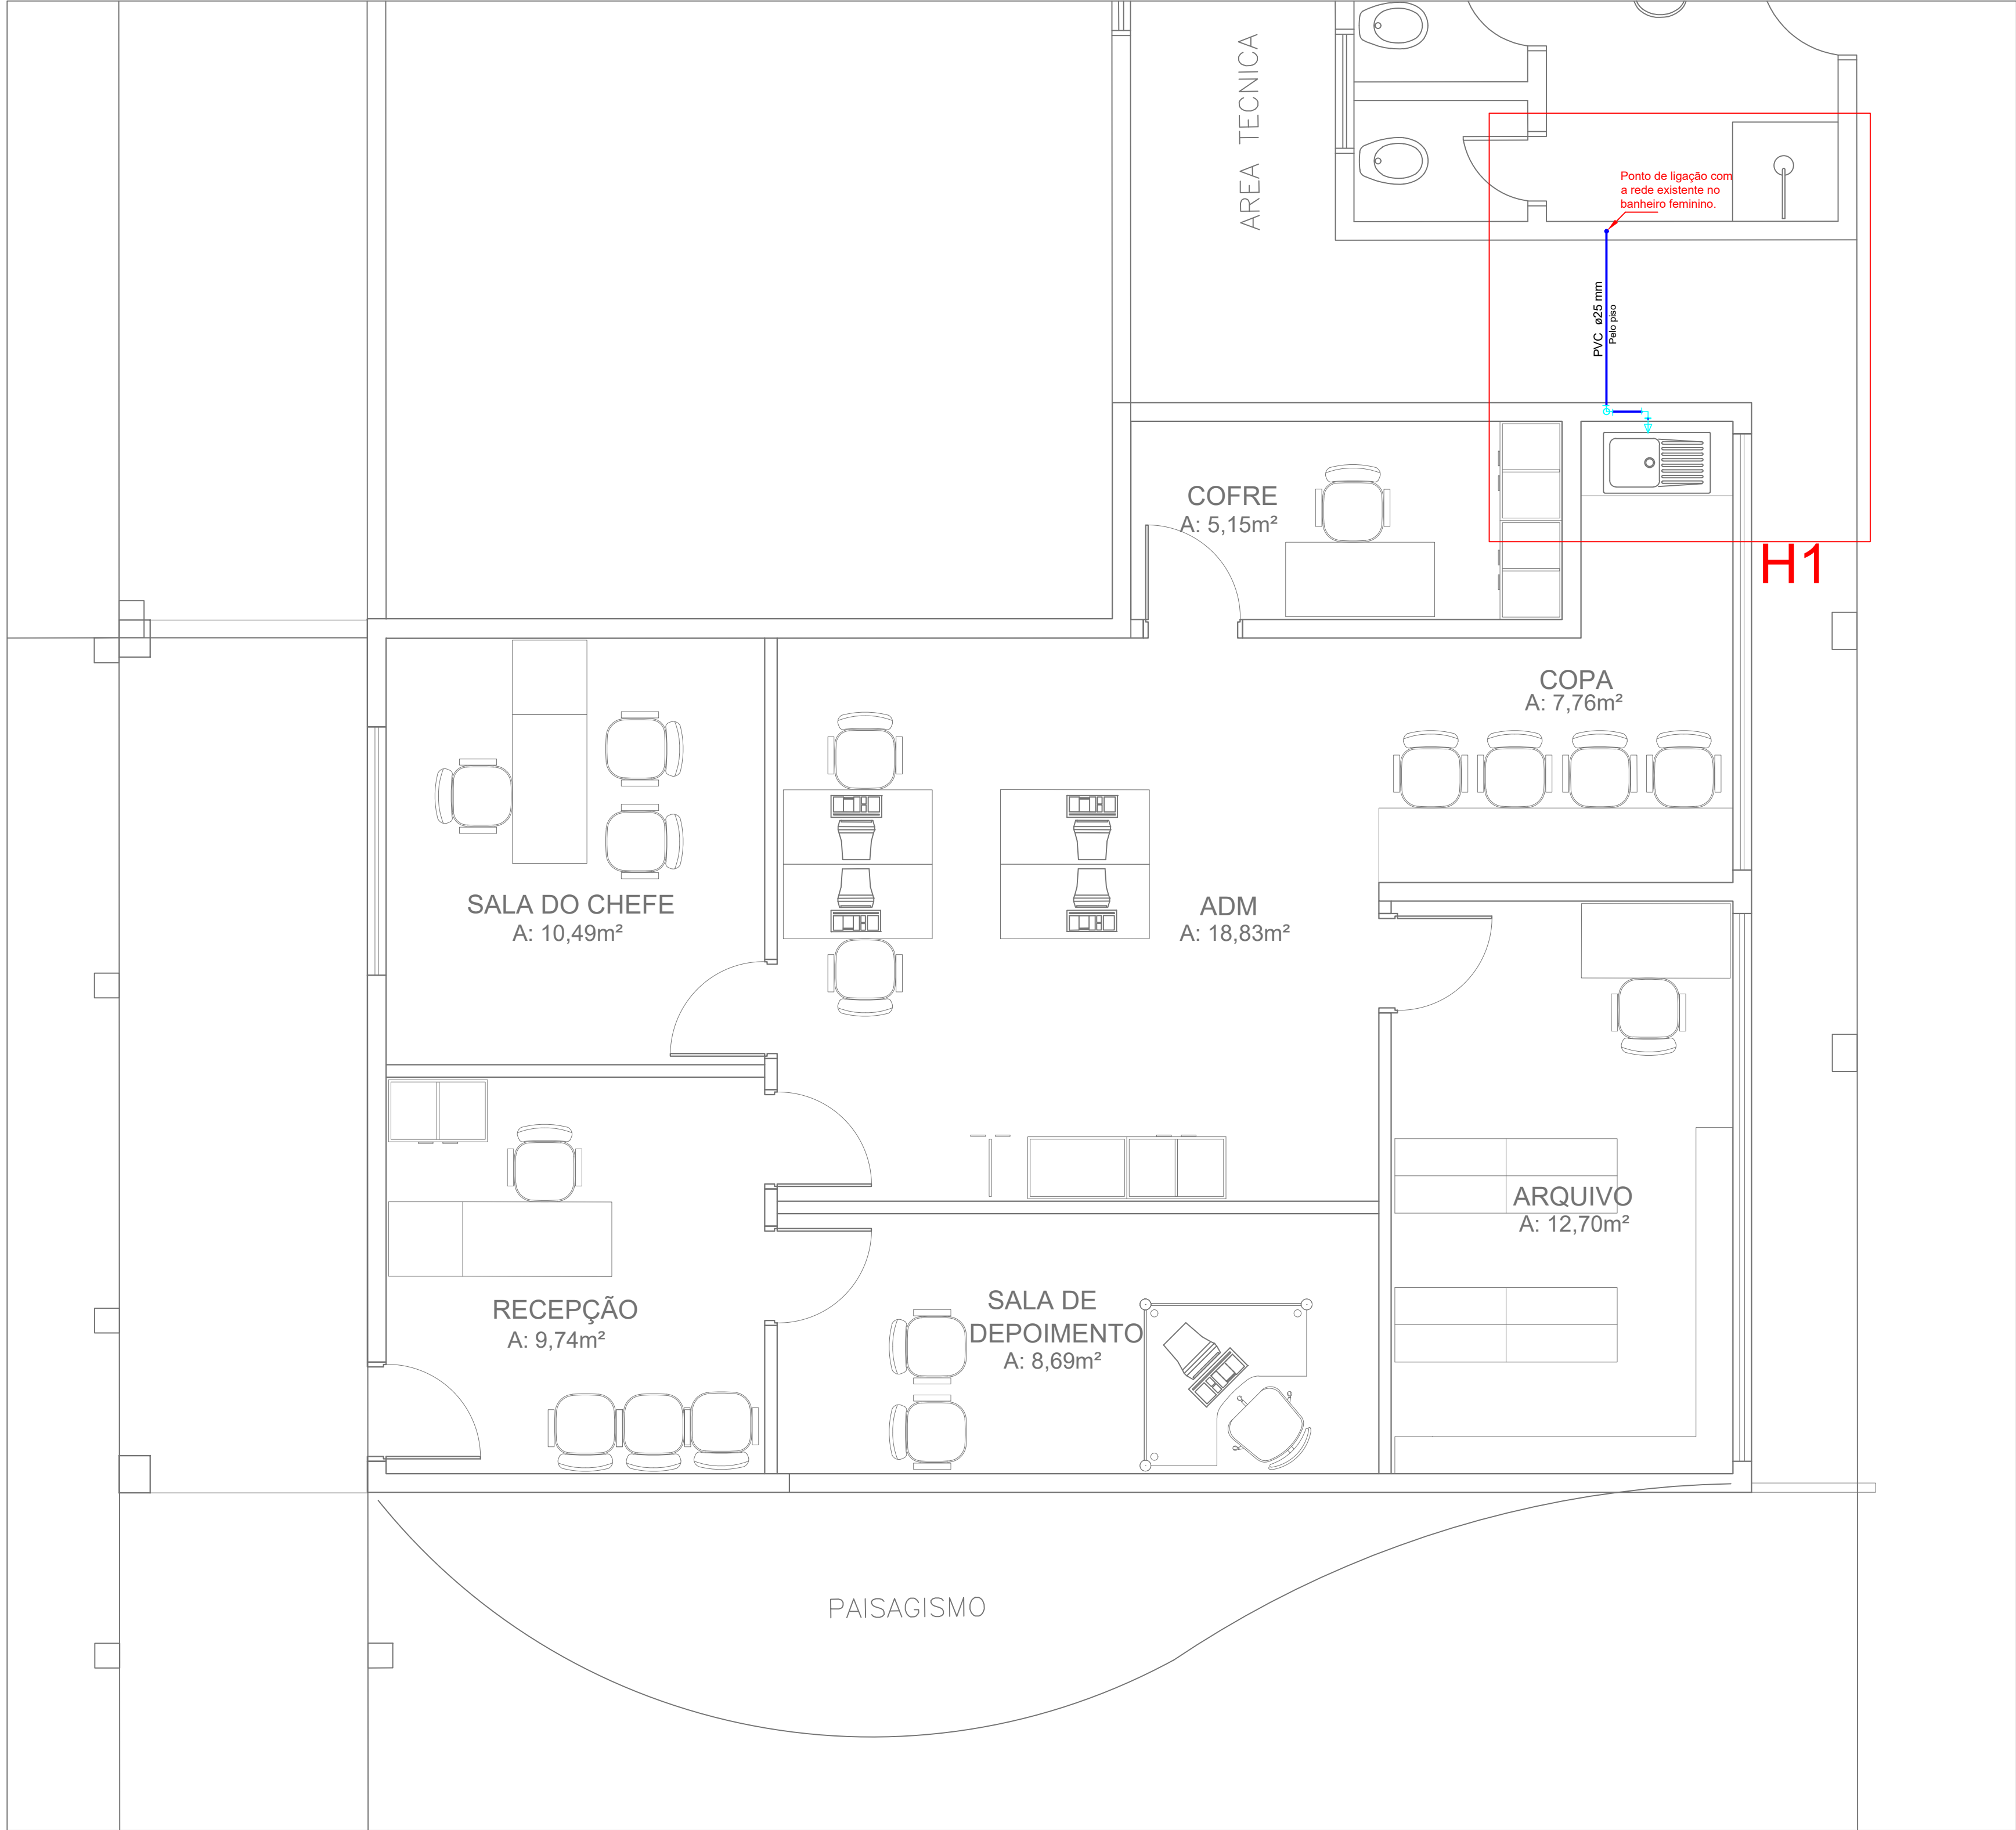 AREA TECNICA
Ponto de ligação com
a rede existente no
banheiro feminino.
PVC ø25 mm
Pelo piso
COFRE
A: 5,15m²
H1
COPA
A: 7,76m²
SALA DO CHEFE
A: 10,49m²
ADM
A: 18,83m²
ARQUIVO
A: 12,70m²
RECEPÇÃO
A: 9,74m²
SALA DE
DEPOIMENTO
A: 8,69m²
PAISAGISMO